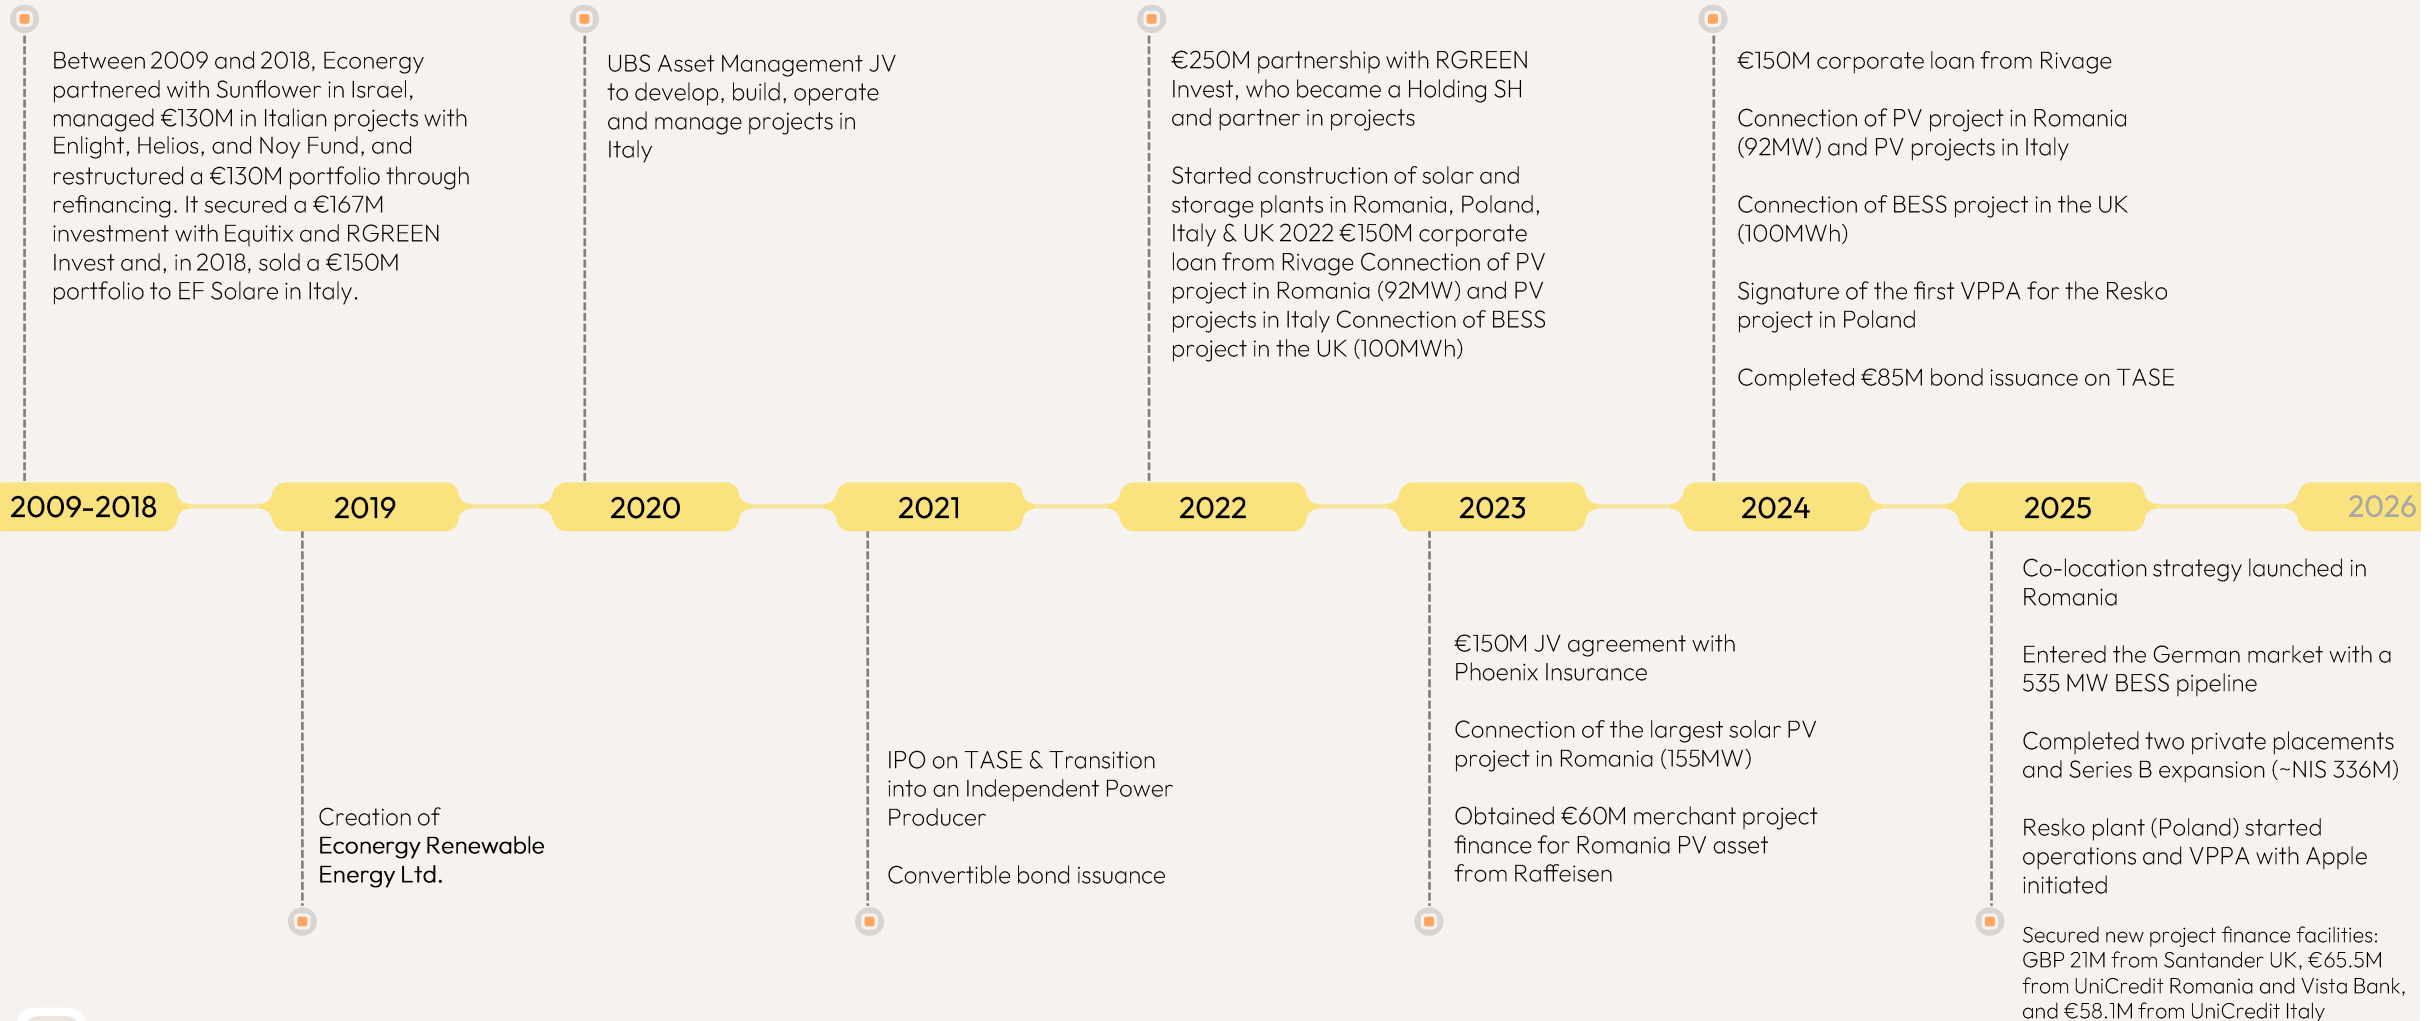 Between 2009 and 2018, Econergy
partnered with Sunflower in Israel,
managed €130M in Italian projects with
Enlight, Helios, and Noy Fund, and
restructured a €130M portfolio through
refinancing. It secured a €167M
investment with Equitix and RGREEN
Invest and, in 2018, sold a €150M
portfolio to EF Solare in Italy.
UBS Asset Management JV
to develop, build, operate
and manage projects in
Italy
€250M partnership with RGREEN
Invest, who became a Holding SH
and partner in projects
Started construction of solar and
storage plants in Romania, Poland,
Italy & UK 2022 €150M corporate
loan from Rivage Connection of PV
project in Romania (92MW) and PV
projects in Italy Connection of BESS
project in the UK (100MWh)
€150M corporate loan from Rivage
Connection of PV project in Romania
(92MW) and PV projects in Italy
Connection of BESS project in the UK
(100MWh)
Signature of the first VPPA for the Resko
project in Poland
Completed €85M bond issuance on TASE
2009-2018
2019
2020
2021
2022
2023
2024
2025
2026
Creation of
Econergy Renewable
Energy Ltd.
IPO on TASE & Transition
into an Independent Power
Producer
Convertible bond issuance
€150M JV agreement with
Phoenix Insurance
Connection of the largest solar PV
project in Romania (155MW)
Obtained €60M merchant project
finance for Romania PV asset
from Raffeisen
Co-location strategy launched in
Romania
Entered the German market with a
535 MW BESS pipeline
Completed two private placements
and Series B expansion (~NIS 336M)
Resko plant (Poland) started
operations and VPPA with Apple
initiated
Secured new project finance facilities:
GBP 21M from Santander UK, €65.5M
from UniCredit Romania and Vista Bank,
and €58.1M from UniCredit Italy